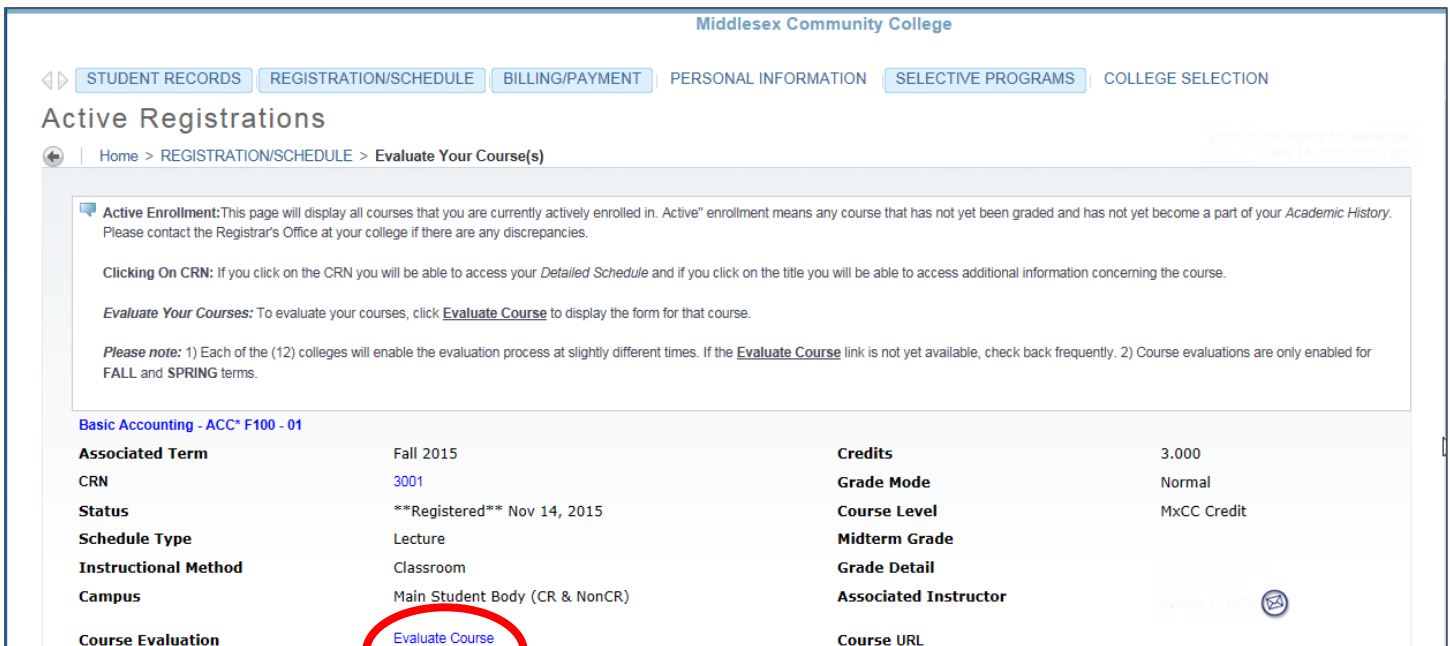 Middlesex Community College
STUDENT RECORDS REGISTRATION/SCHEDULE BILLING/PAYMENT PERSONAL INFORMATION SELECTIVE PROGRAMS COLLEGE SELECTION
Active Registrations
Home > REGISTRATION/SCHEDULE > Evaluate Your Course(s)
Active Enrollment:This page will display all courses that you are currently actively enrolled in. Active" enrollment means any course that has not yet been graded and has not yet become a part of your Academic History.
Please contact the Registrar's Office at your college if there are any discrepancies.
Clicking On CRN: If you click on the CRN you will be able to access your Detailed Schedule and if you click on the title you will be able to access additional information concerning the course.
Evaluate Your Courses: To evaluate your courses, click Evaluate Course to display the form for that course.
Please note: 1) Each of the (12) colleges will enable the evaluation process at slightly different times. If the Evaluate Course link is not yet available, check back frequently. 2) Course evaluations are only enabled for
FALL and SPRING terms.
Basic Accounting - ACC* F100 - 01
Associated Term Fall 2015 Credits 3.000
CRN 3001 Grade Mode Normal
Status **Registered** Nov 14, 2015 Course Level MxCC Credit
Schedule Type Lecture Midterm Grade
Instructional Method Classroom Grade Detail
Campus Main Student Body (CR & NonCR) Associated Instructor
Course Evaluation Evaluate Course Course URL